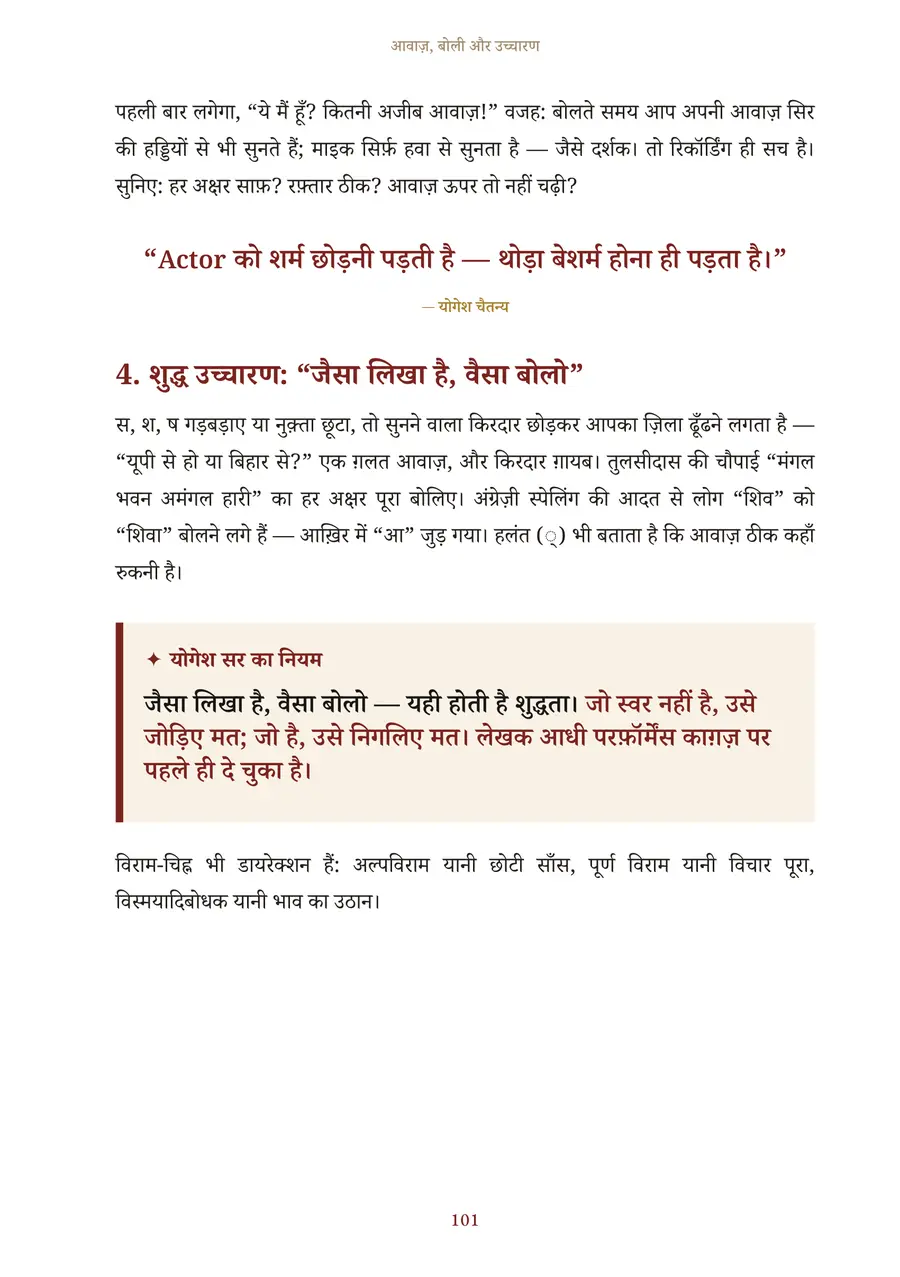 आवाज़, बोली और उच्चारण
पहली बार लगेगा, “ये मैं हूँ? कितनी अजीब आवाज़!” वजह: बोलते समय आप अपनी आवाज़ सिर
की हड्डियों से भी सुनते हैं; माइक सिर्फ़ हवा से सुनता है — जैसे दर्शक। तो रिकॉर्डिंग ही सच है।
सुनिए: हर अक्षर साफ़? रफ़्तार ठीक? आवाज़ ऊपर तो नहीं चढ़ी?
“Actor को शर्म छोड़नी पड़ती है — थोड़ा बेशर्म होना ही पड़ता है।”
— योगेश चैतन्य
4. शुद्ध उच्चारण: “जैसा लिखा है, वैसा बोलो”
स, श, ष गड़बड़ाए या नुक़्ता छूटा, तो सुनने वाला किरदार छोड़कर आपका ज़िला ढूँढने लगता है —
“यूपी से हो या बिहार से?” एक ग़लत आवाज़, और किरदार ग़ायब। तुलसीदास की चौपाई “मंगल
भवन अमंगल हारी” का हर अक्षर पूरा बोलिए। अंग्रेज़ी स्पेलिंग की आदत से लोग “शिव” को
“शिवा” बोलने लगे हैं — आख़िर में “आ” जुड़ गया। हलंत (्) भी बताता है कि आवाज़ ठीक कहाँ
रुकनी है।
✦ योगेश सर का नियम
जैसा लिखा है, वैसा बोलो — यही होती है शुद्धता। जो स्वर नहीं है, उसे
जोड़िए मत; जो है, उसे निगलिए मत। लेखक आधी परफ़ॉर्मेंस काग़ज़ पर
पहले ही दे चुका है।
विराम-चिह्न भी डायरेक्शन हैं: अल्पविराम यानी छोटी साँस, पूर्ण विराम यानी विचार पूरा,
विस्मयादिबोधक यानी भाव का उठान।
101